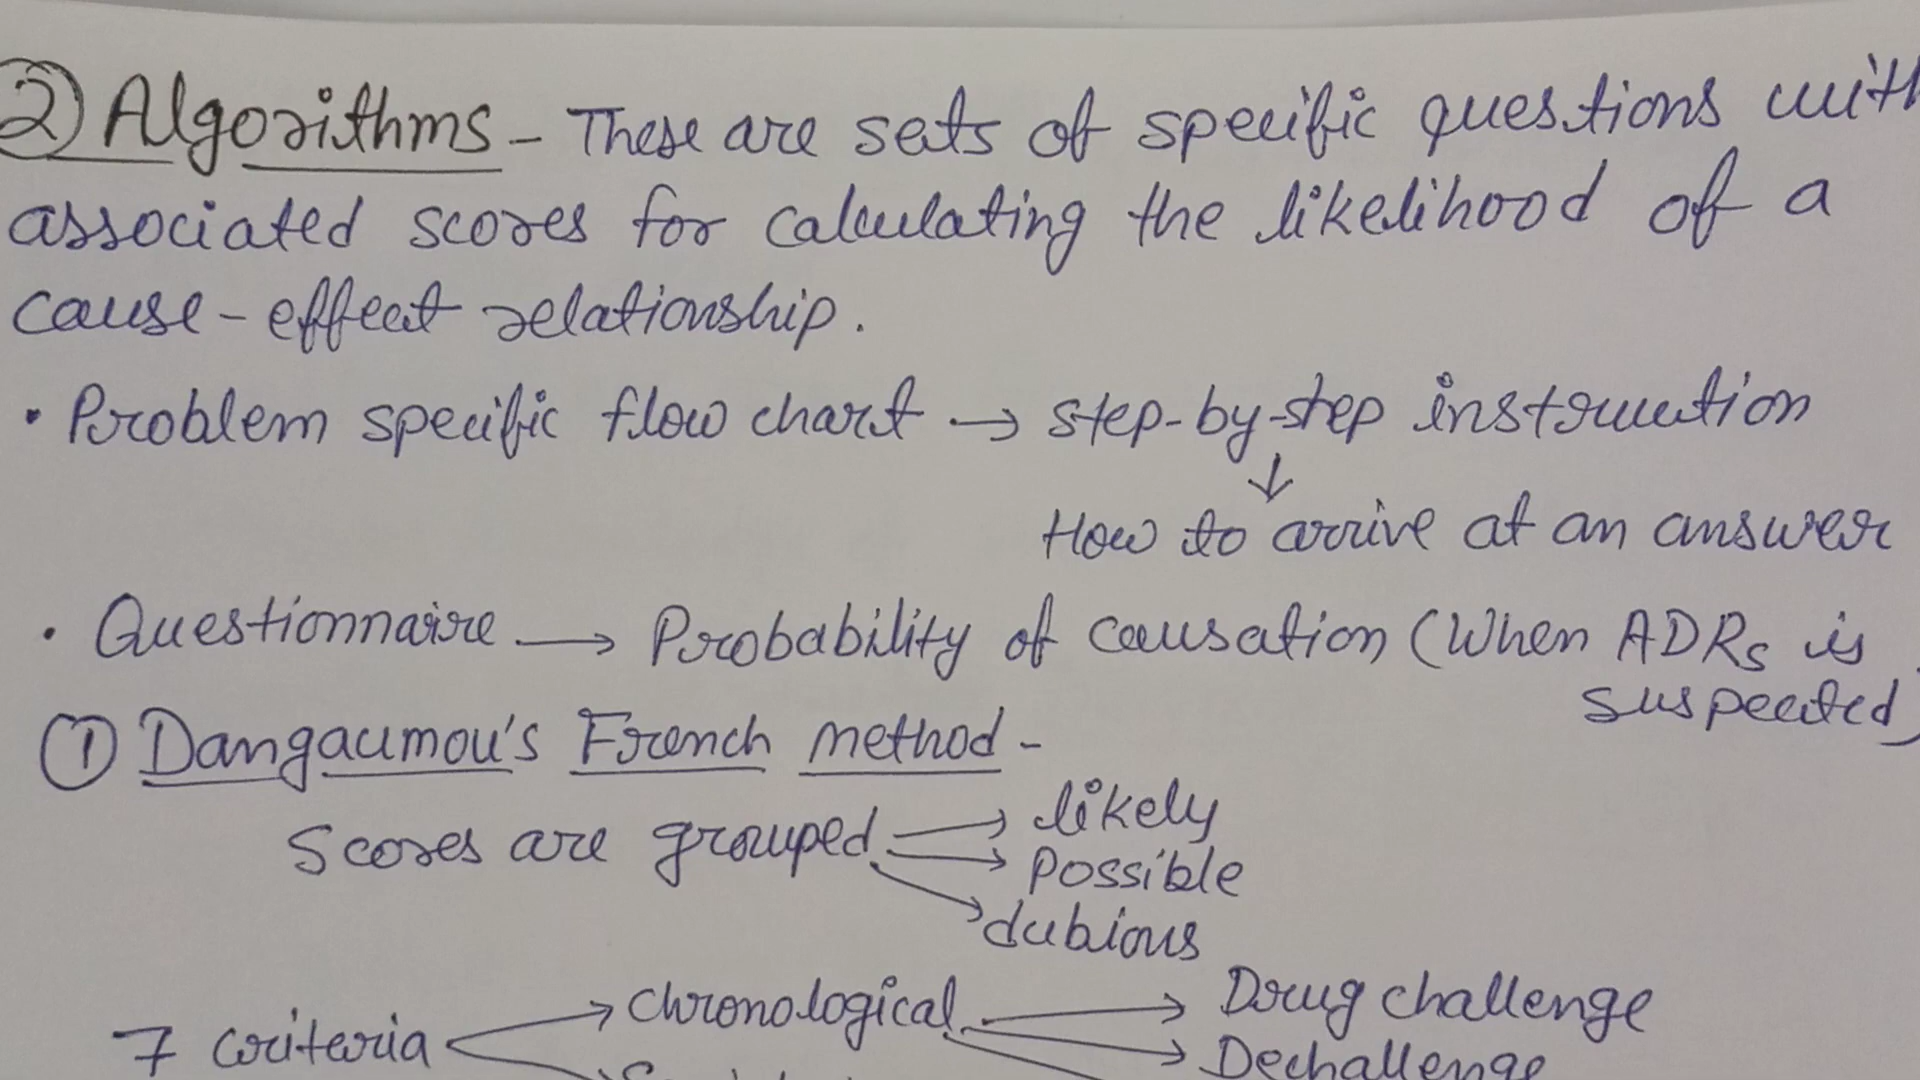 ② Algorithms - These are sets of specific questions with
associated scores for calculating the likelihood of a
cause-effect relationship.
• Problem specific flow chart → step-by-step instruction
↓
How to arrive at an answer
• Questionnaire → Probability of causation (When ADRs is
suspected)
① Dangaumou's French method -
Scores are grouped → likely
→ Possible
→ dubious
7 criteria → Chronological → Drug challenge
→ Dechallenge